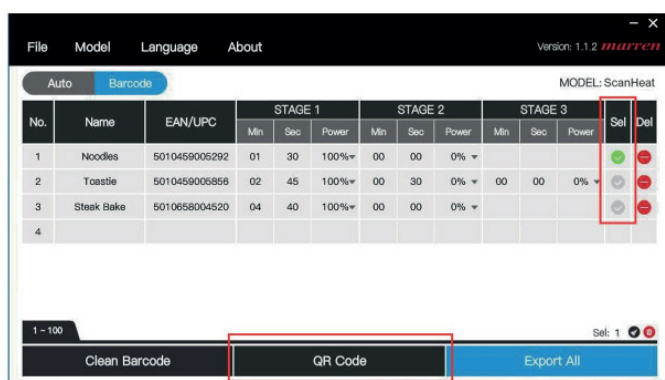 File Model Language About Version: 1.1.2 marren
Auto Barcode MODEL: ScanHeat
No. Name EAN/UPC STAGE 1 STAGE 2 STAGE 3 Sel Del
Min Sec Power Min Sec Power Min Sec Power
1 Noodles 5010459005292 01 30 100% 00 00 0%
2 Toastie 5010459005856 02 45 100% 00 30 0% 00 00 0%
3 Steak Bake 5010658004520 04 40 100% 00 00 0%
4
1 ~ 100 Sel: 1
Clean Barcode QR Code Export All